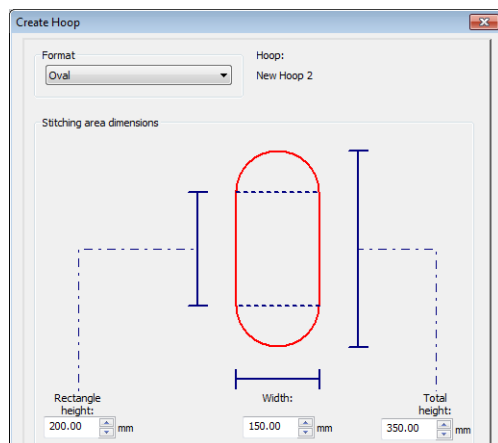 Create Hoop
Format
Oval
Hoop:
New Hoop 2
Stitching area dimensions
Rectangle
height:
200.00 mm
Width:
150.00 mm
Total
height:
350.00 mm